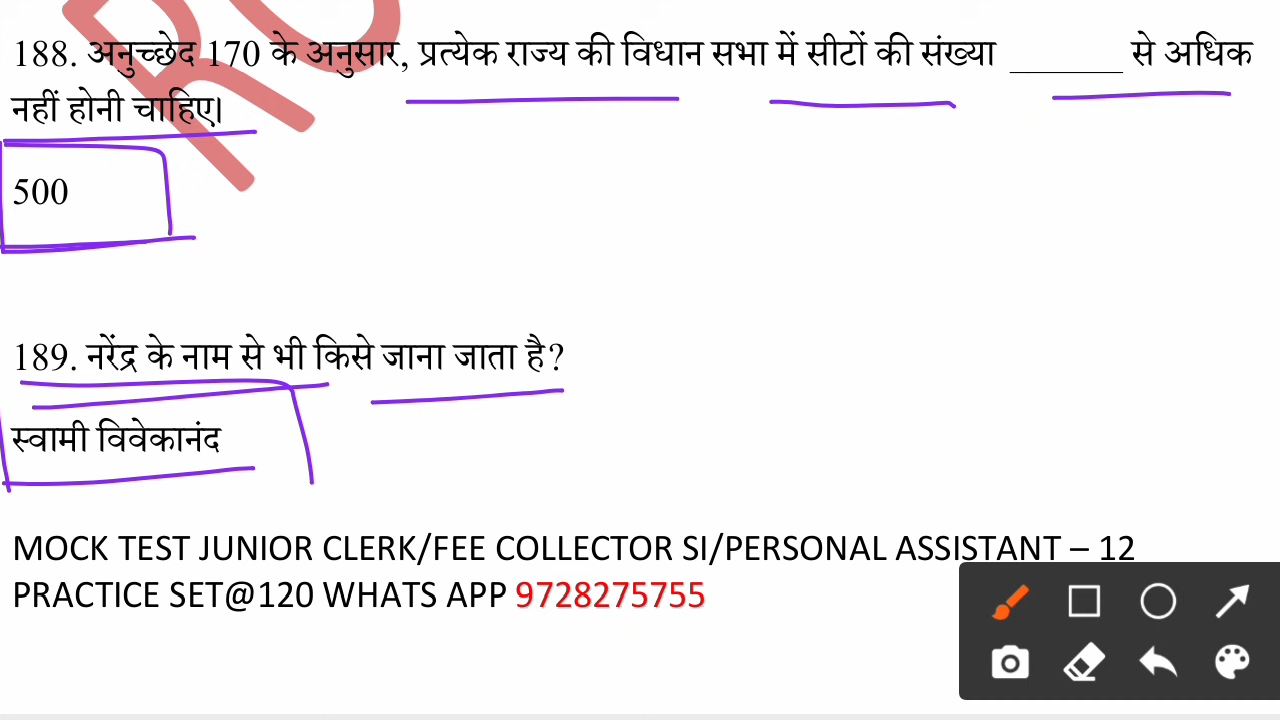 188. अनुच्छेद 170 के अनुसार, प्रत्येक राज्य की विधान सभा में सीटों की संख्या ______ से अधिक
नहीं होनी चाहिए।
500
189. नरेंद्र के नाम से भी किसे जाना जाता है?
स्वामी विवेकानंद
MOCK TEST JUNIOR CLERK/FEE COLLECTOR SI/PERSONAL ASSISTANT – 12
PRACTICE SET@120 WHATS APP 9728275755